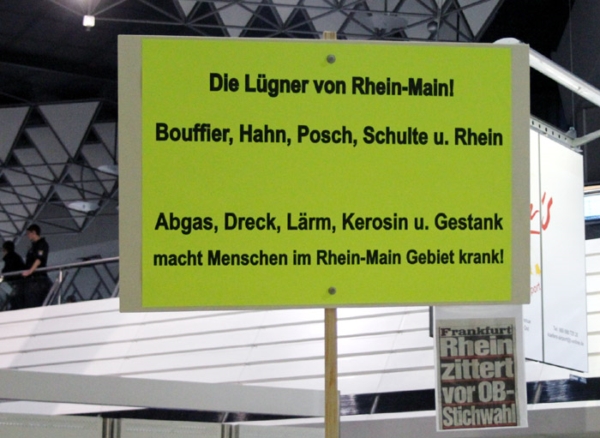 Die Lügner von Rhein-Main!
Bouffier, Hahn, Posch, Schulte u. Rhein
Abgas, Dreck, Lärm, Kerosin u. Gestank
macht Menschen im Rhein-Main Gebiet krank!
Frankfurt
Rhein
zittert
vor OB-
Stichwahl